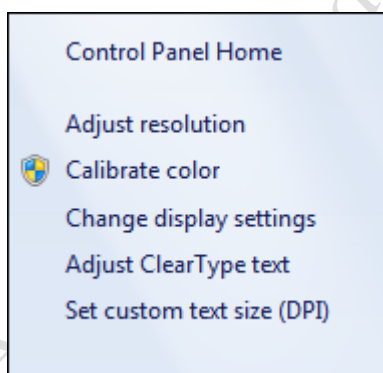 Control Panel Home
Adjust resolution
Calibrate color
Change display settings
Adjust ClearType text
Set custom text size (DPI)